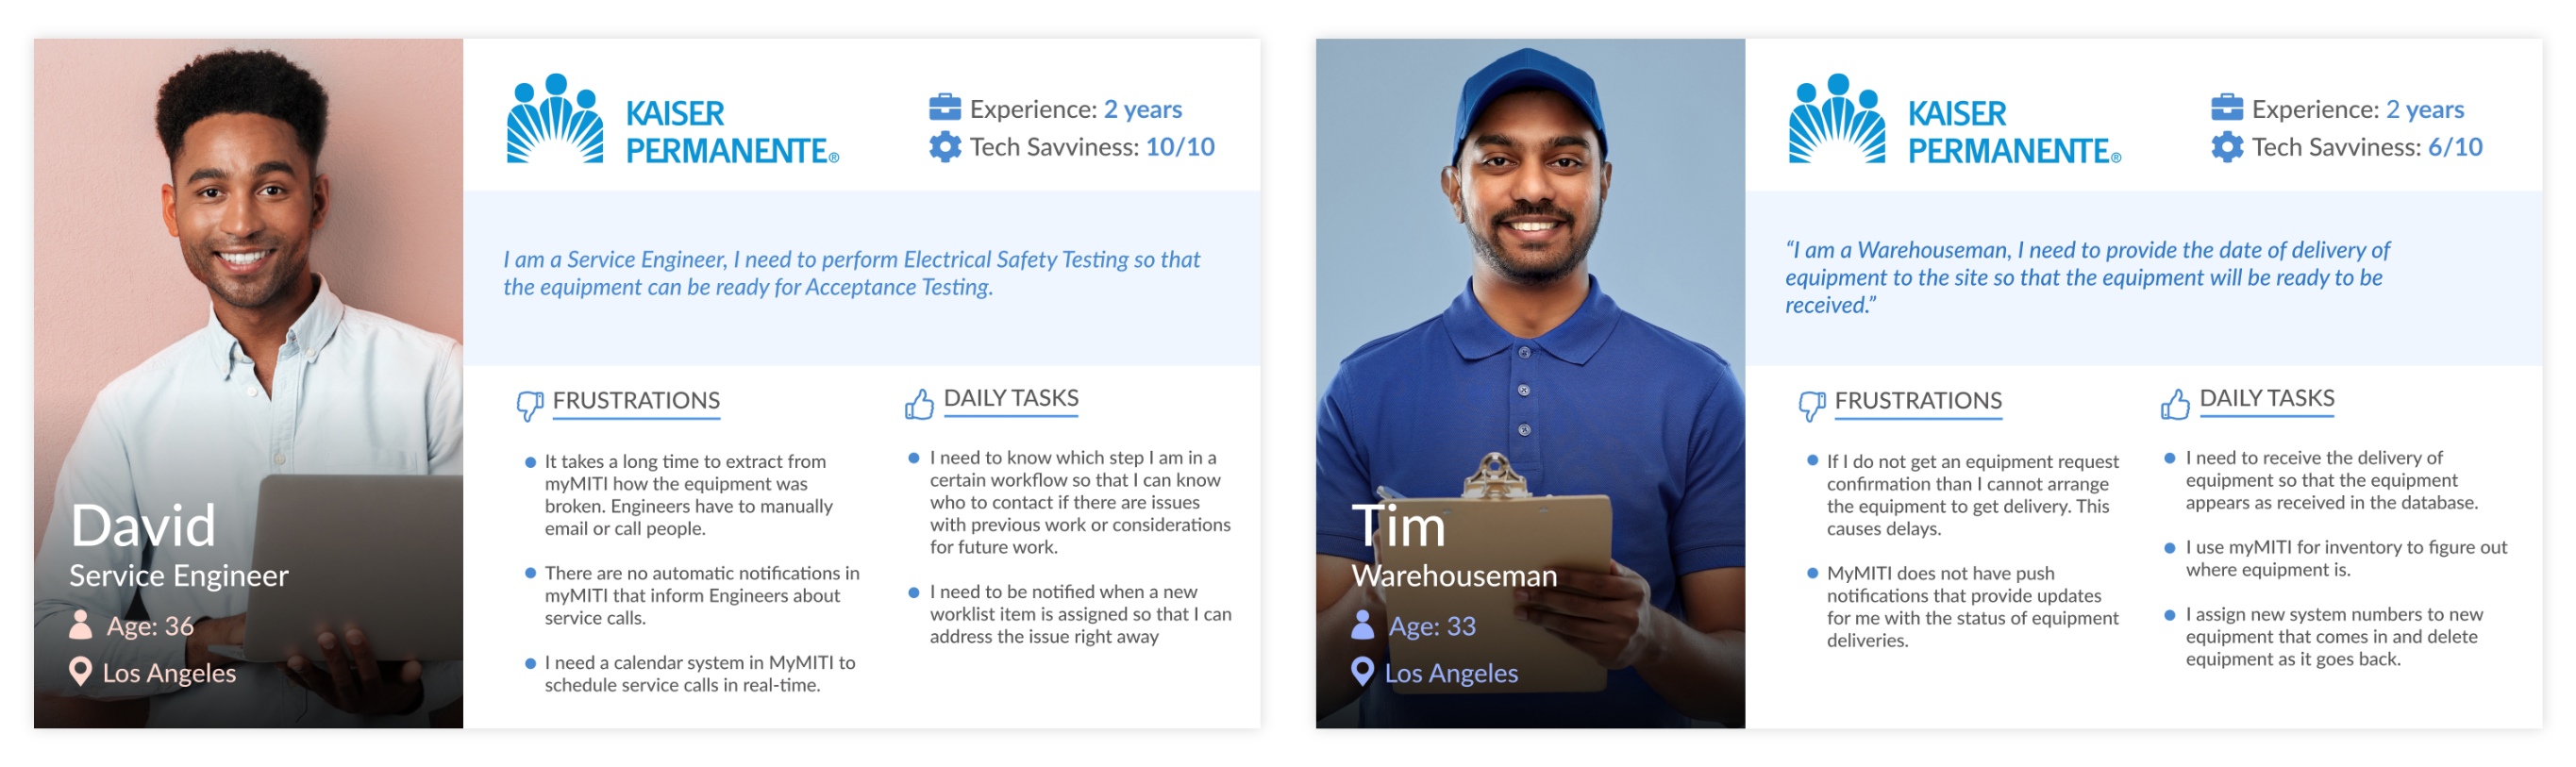 KAISER
PERMANENTE®
Experience: 2 years
Tech Savviness: 10/10
I am a Service Engineer, I need to perform Electrical Safety Testing so that
the equipment can be ready for Acceptance Testing.
David
Service Engineer
Age: 36
Los Angeles
FRUSTRATIONS
It takes a long time to extract from
myMITI how the equipment was
broken. Engineers have to manually
email or call people.
There are no automatic notifications in
myMITI that inform Engineers about
service calls.
I need a calendar system in MyMITI to
schedule service calls in real-time.
DAILY TASKS
I need to know which step I am in a
certain workflow so that I can know
who to contact if there are issues
with previous work or considerations
for future work.
I need to be notified when a new
worklist item is assigned so that I can
address the issue right away
KAISER
PERMANENTE®
Experience: 2 years
Tech Savviness: 6/10
“I am a Warehouseman, I need to provide the date of delivery of
equipment to the site so that the equipment will be ready to be
received.”
Tim
Warehouseman
Age: 33
Los Angeles
FRUSTRATIONS
If I do not get an equipment request
confirmation than I cannot arrange
the equipment to get delivery. This
causes delays.
MyMITI does not have push
notifications that provide updates
for me with the status of equipment
deliveries.
DAILY TASKS
I need to receive the delivery of
equipment so that the equipment
appears as received in the database.
I use myMITI for inventory to figure out
where equipment is.
I assign new system numbers to new
equipment that comes in and delete
equipment as it goes back.